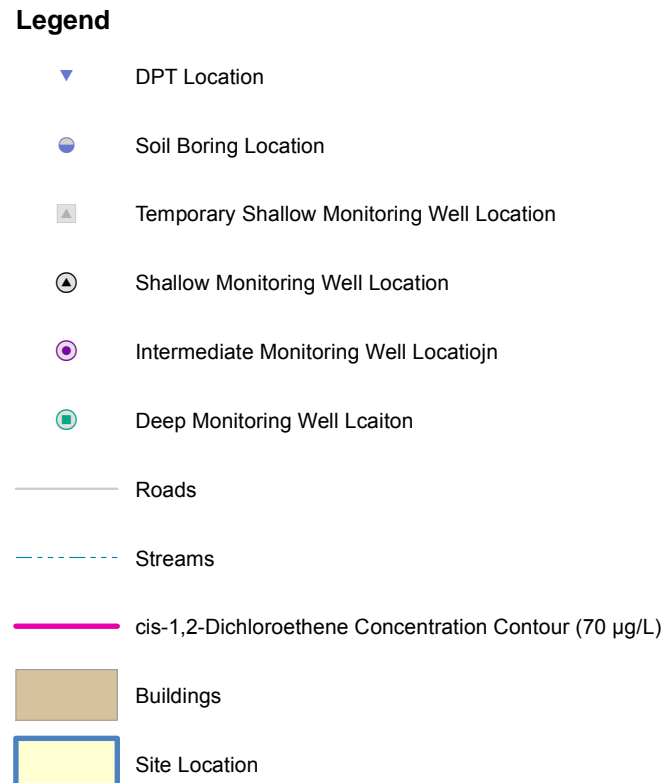 Legend
DPT Location
Soil Boring Location
Temporary Shallow Monitoring Well Location
Shallow Monitoring Well Location
Intermediate Monitoring Well Locatiojn
Deep Monitoring Well Lcaiton
Roads
Streams
cis-1,2-Dichloroethene Concentration Contour (70 µg/L)
Buildings
Site Location